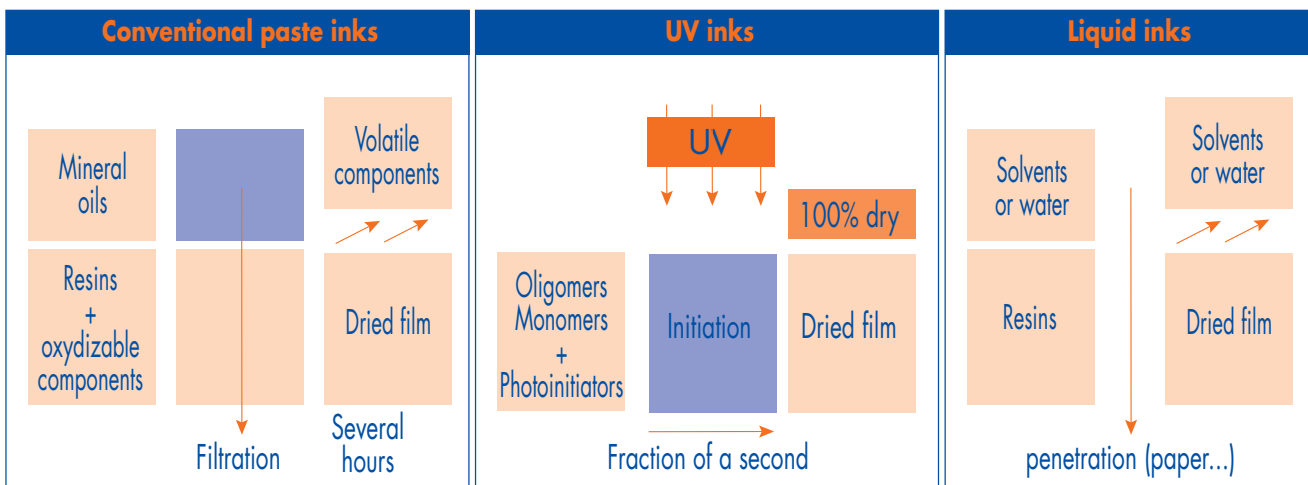 Conventional paste inks
Mineral
oils
Volatile
components
Resins
+
oxydizable
components
Dried film
Filtration
Several
hours
UV inks
UV
100% dry
Oligomers
Monomers
+
Photoinitiators
Initiation
Dried film
Fraction of a second
Liquid inks
Solvents
or water
Solvents
or water
Resins
Dried film
penetration (paper...)